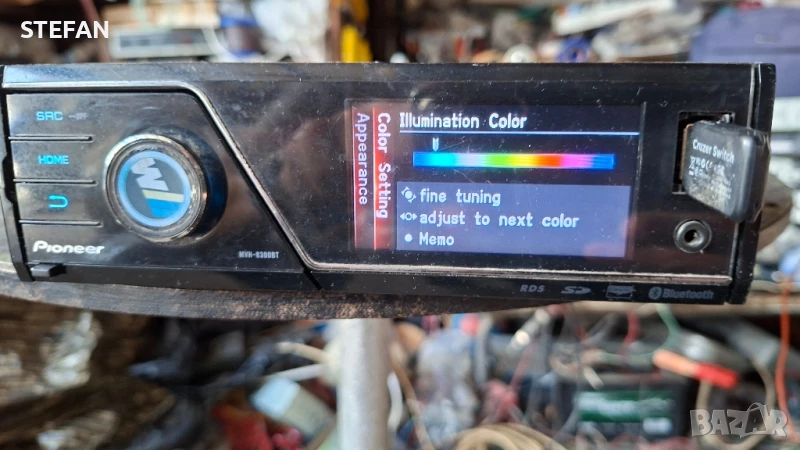 STEFAN
SRC
HOME
Pioneer
MVH-8300BT
Appearance
Color Setting
Illumination Color
fine tuning
adjust to next color
Memo
Cruzer Switch
RDS
SD
Bluetooth
BAZAR